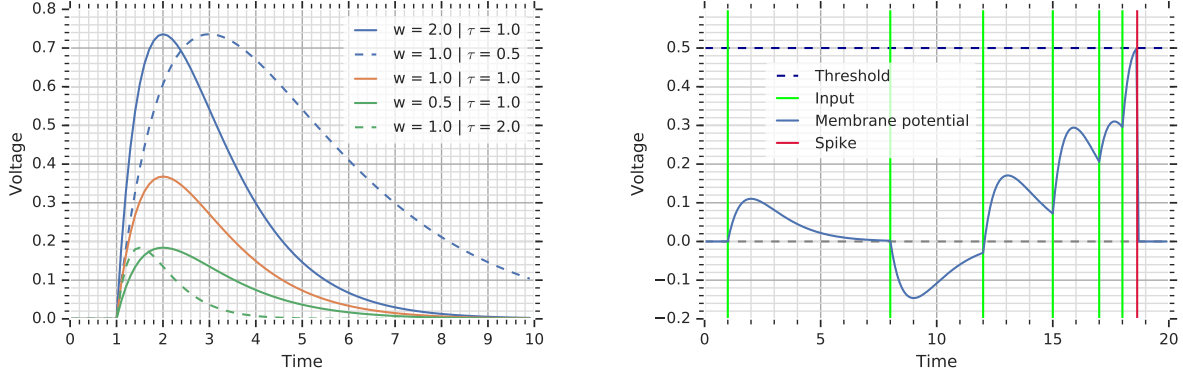 0.8
0.7
0.6
0.5
0.4
0.3
0.2
0.1
0.0
Voltage
0 1 2 3 4 5 6 7 8 9 10
Time
w = 2.0 | τ = 1.0
w = 1.0 | τ = 0.5
w = 1.0 | τ = 1.0
w = 0.5 | τ = 1.0
w = 1.0 | τ = 2.0
0.5
0.4
0.3
0.2
0.1
0.0
−0.1
−0.2
Voltage
0 5 10 15 20
Time
Threshold
Input
Membrane potential
Spike